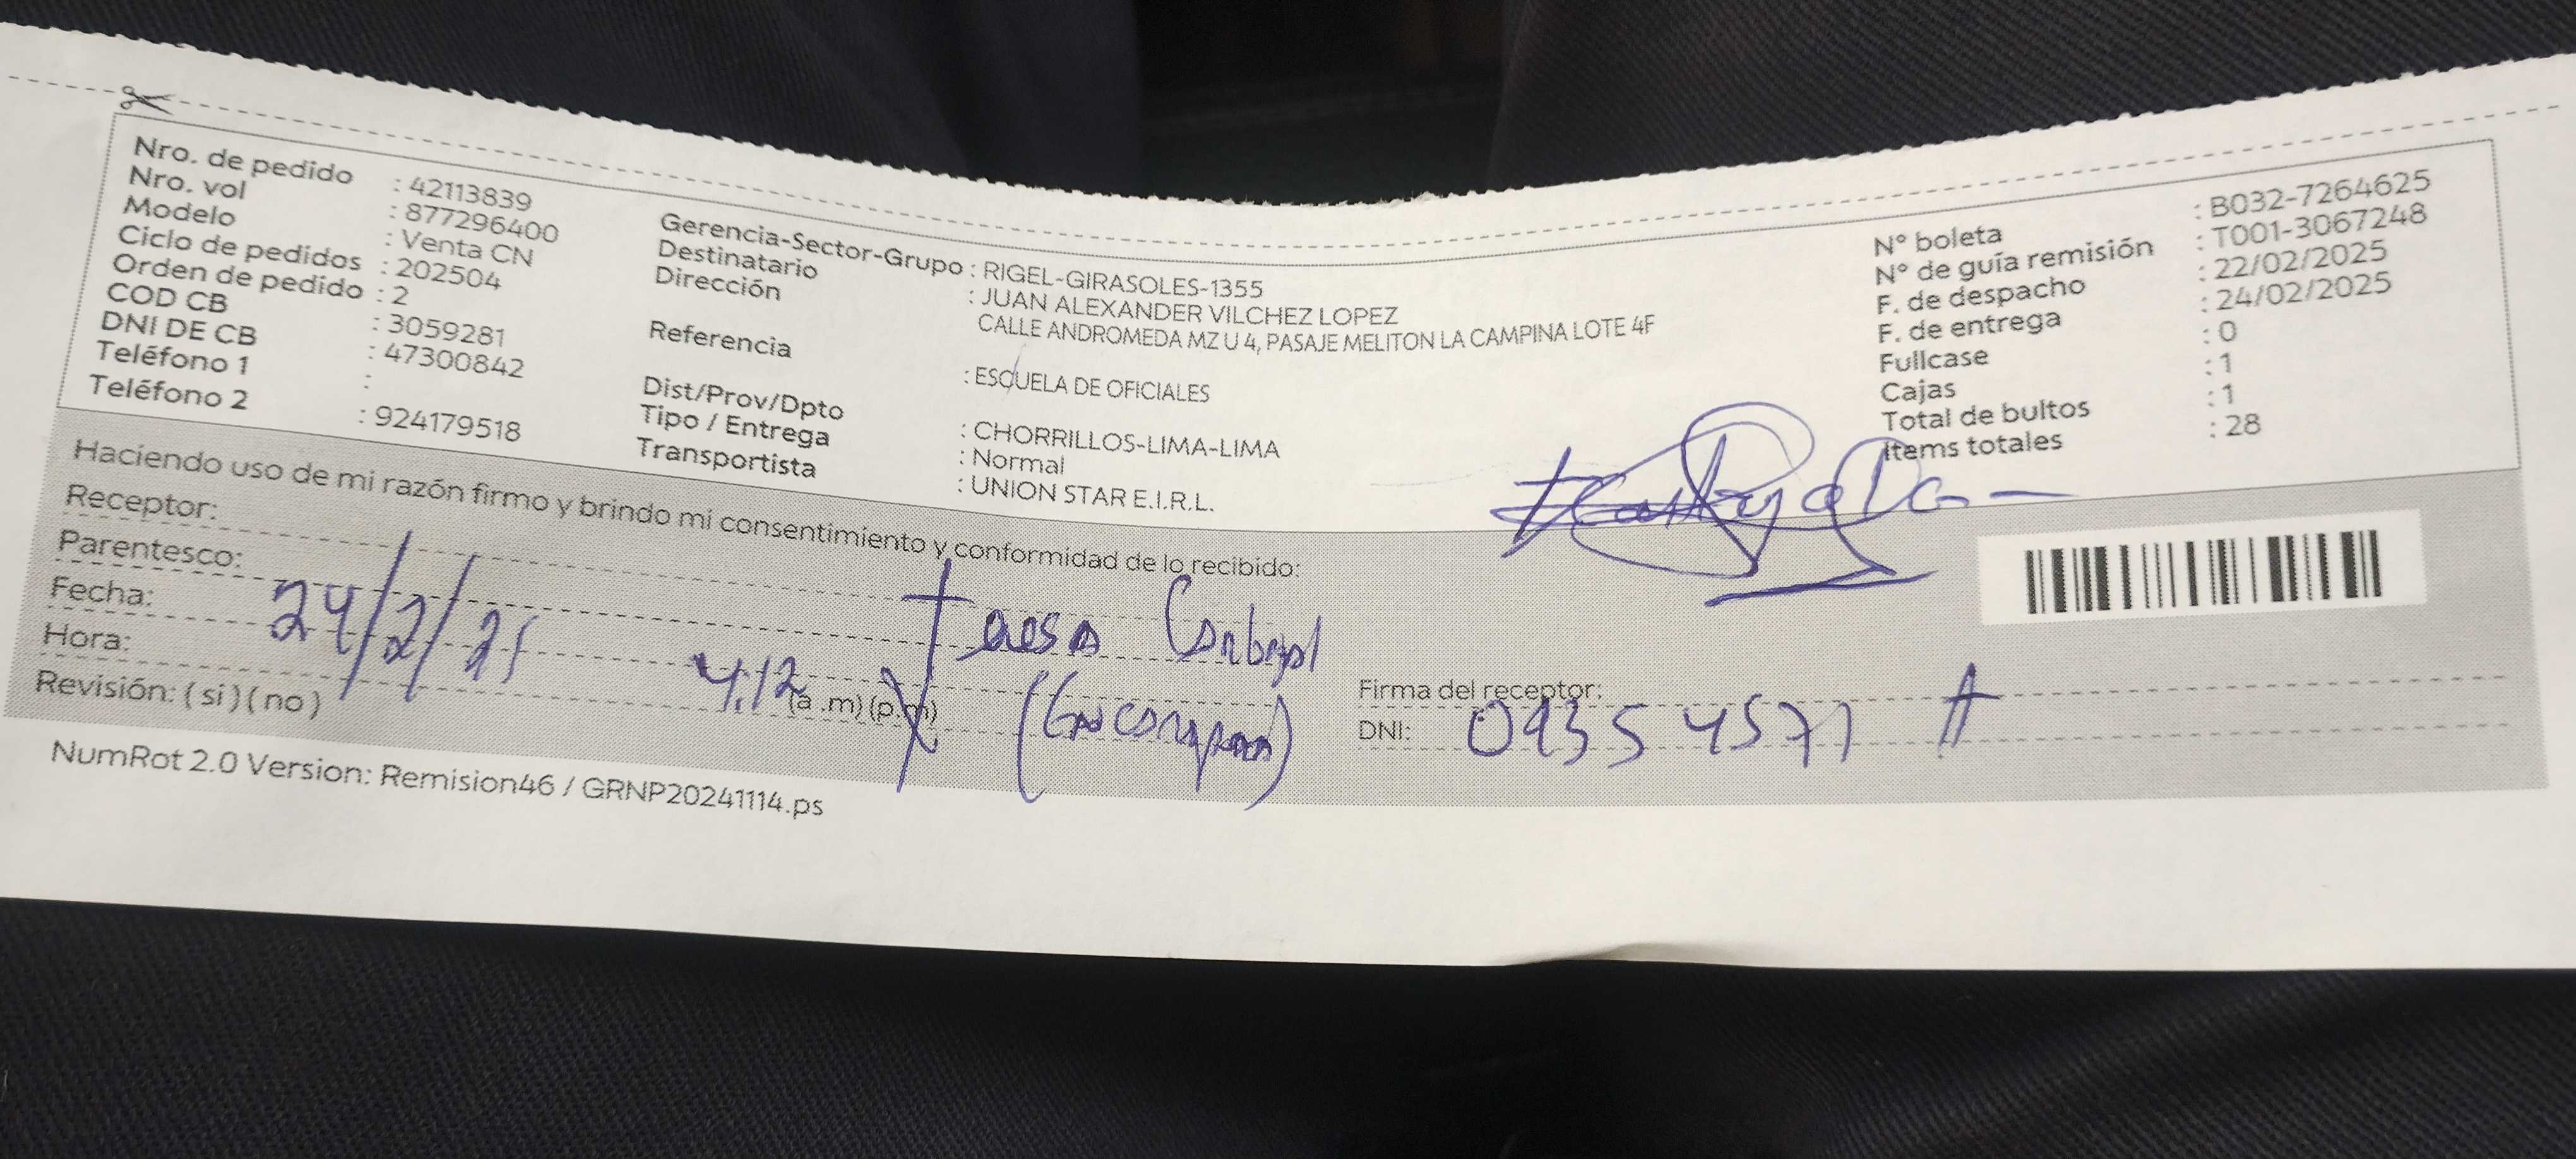 Nro. de pedido : 42113839
Nro. vol : 877296400
Modelo : Venta CN
Ciclo de pedidos : 202504
Orden de pedido : 2
COD CB : 3059281
DNI DE CB : 47300842
Teléfono 1 :
Teléfono 2 : 924179518
Gerencia-Sector-Grupo : RIGEL-GIRASOLES-1355
Destinatario : JUAN ALEXANDER VILCHEZ LOPEZ
Dirección CALLE ANDROMEDA MZ U 4, PASAJE MELITON LA CAMPINA LOTE 4F
Referencia : ESCUELA DE OFICIALES
Dist/Prov/Dpto : CHORRILLOS-LIMA-LIMA
Tipo / Entrega : Normal
Transportista : UNION STAR E.I.R.L.
N° boleta : B032-7264625
N° de guía remisión : T001-3067248
F. de despacho : 22/02/2025
F. de entrega : 24/02/2025
Fullcase : 0
Cajas : 1
Total de bultos : 1
Items totales : 28
Haciendo uso de mi razón firmo y brindo mi consentimiento y conformidad de lo recibido:
Receptor:
Parentesco:
Fecha: 24/2/25
Hora: 4:12 (a .m) (p.m)
Revisión: ( si ) ( no )
Firma del receptor:
DNI: 09354571
NumRot 2.0 Version: Remision46 / GRNP20241114.ps